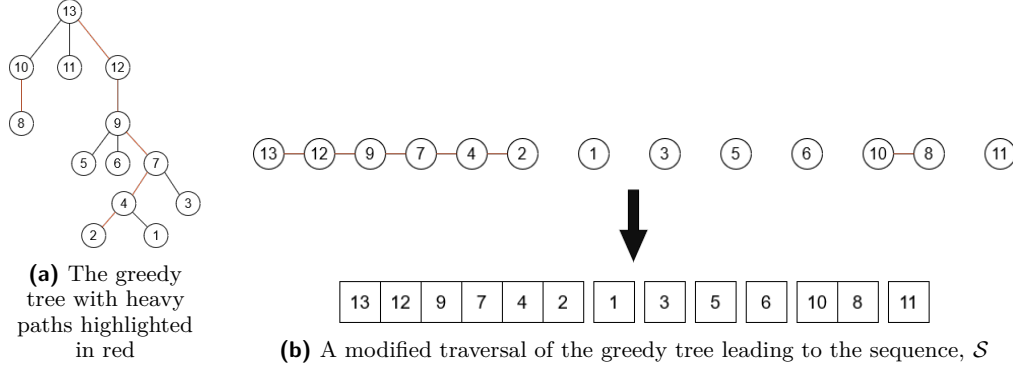 13
10 11 12
8 9
5 6 7
4 3
2 1
(a) The greedy
tree with heavy
paths highlighted
in red
13 12 9 7 4 2 1 3 5 6 10 8 11
13 12 9 7 4 2 1 3 5 6 10 8 11
(b) A modified traversal of the greedy tree leading to the sequence, 𝒮